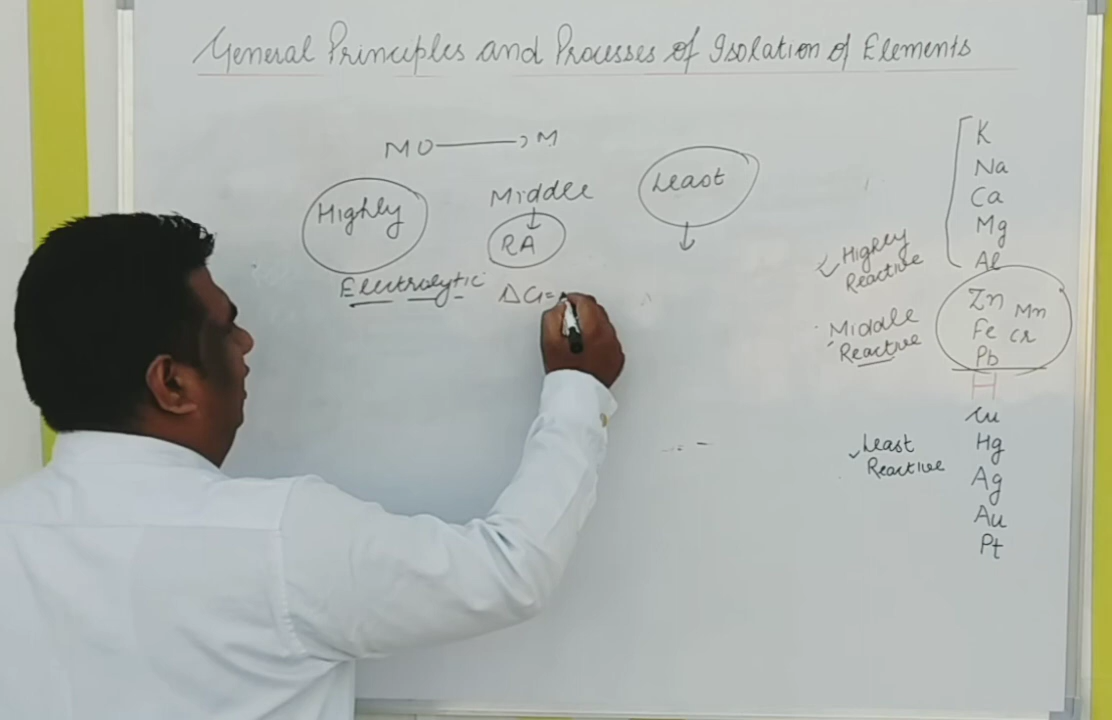 General Principles and Processes of Isolation of Elements
MO → M
Highly
Middle
Least
↓
RA
↓
Electrolytic
ΔG=
K
Na
Ca
Mg
Al
Highly
Reactive
Zn Mn
Fe Cr
Pb
Middle
Reactive
H
Cu
Hg
Ag
Au
Pt
Least
Reactive